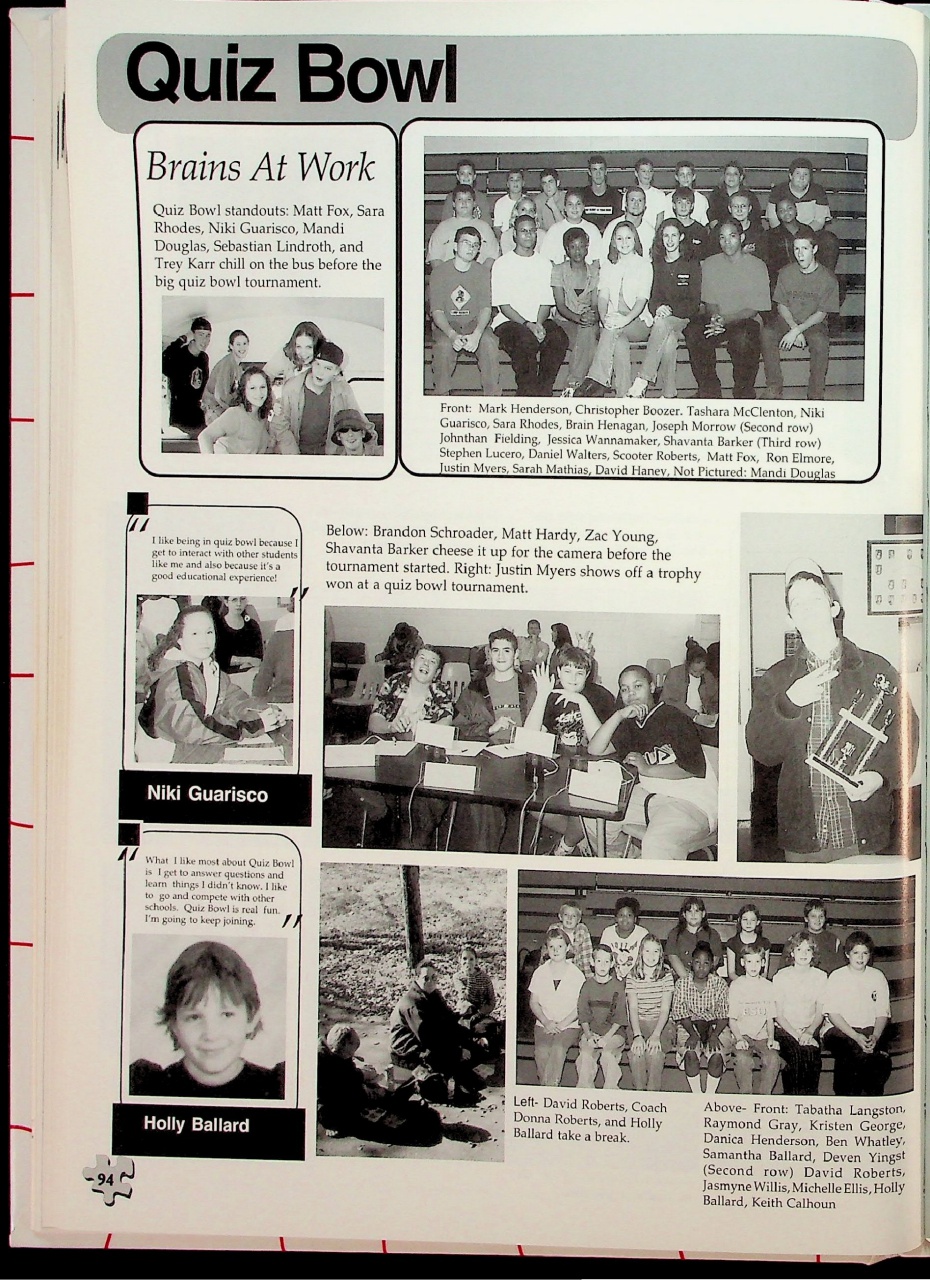 Quiz Bowl
Brains At Work
Quiz Bowl standouts: Matt Fox, Sara
Rhodes, Niki Guarisco, Mandi
Douglas, Sebastian Lindroth, and
Trey Karr chill on the bus before the
big quiz bowl tournament.
Front: Mark Henderson, Christopher Boozer. Tashara McClenton, Niki
Guarisco, Sara Rhodes, Brain Henagan, Joseph Morrow (Second row)
Johnthan Fielding, Jessica Wannamaker, Shavanta Barker (Third row)
Stephen Lucero, Daniel Walters, Scooter Roberts, Matt Fox, Ron Elmore,
Justin Myers, Sarah Mathias, David Haney, Not Pictured: Mandi Douglas
"
I like being in quiz bowl because I
get to interact with other students
like me and also because it's a
good educational experience!
"
Niki Guarisco
Below: Brandon Schroader, Matt Hardy, Zac Young,
Shavanta Barker cheese it up for the camera before the
tournament started. Right: Justin Myers shows off a trophy
won at a quiz bowl tournament.
"
What I like most about Quiz Bowl
is I get to answer questions and
learn things I didn't know. I like
to go and compete with other
schools. Quiz Bowl is real fun.
I'm going to keep joining.
"
Holly Ballard
Left- David Roberts, Coach
Donna Roberts, and Holly
Ballard take a break.
Above- Front: Tabatha Langston,
Raymond Gray, Kristen George,
Danica Henderson, Ben Whatley,
Samantha Ballard, Deven Yingst
(Second row) David Roberts,
Jasmyne Willis, Michelle Ellis, Holly
Ballard, Keith Calhoun
94